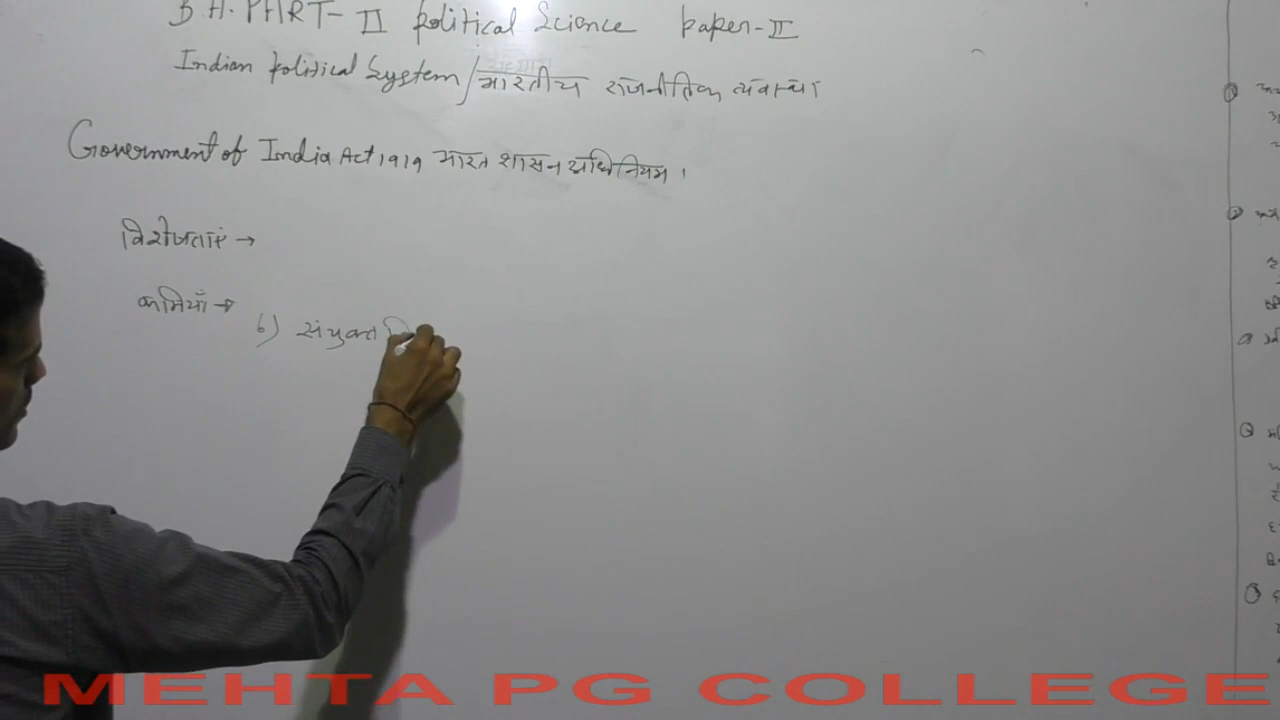 B.A. PART- II Political Science Paper-II
Indian Political System/भारतीय राजनीतिक व्यवस्था
Government of India Act 1919 भारत शासन अधिनियम।
विशेषताएं →
कमियाँ →
6) संयुक्त
MEHTA PG COLLEGE